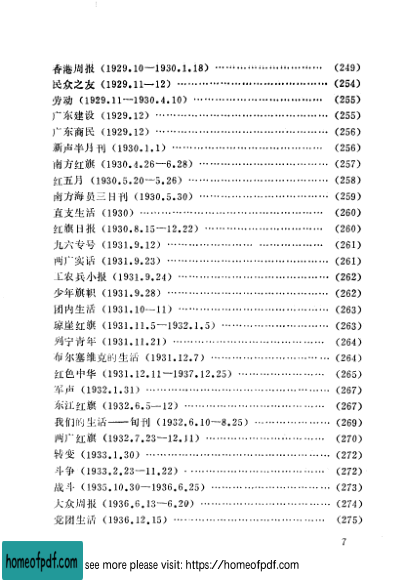 香港周报（1929.10—1930.1.18）……………………（249）
民众之友（1929.11—12）……………………………（254）
劳动（1929.11—1930.4.10）…………………………（255）
广东建设（1929.12）…………………………………（255）
广东商民（1929.12）…………………………………（256）
新声半月刊（1930.1.1）………………………………（256）
南方红旗（1930.4.26—6.28）………………………（257）
红五月（1930.5.20—5.26）…………………………（258）
南方海员三日刊（1930.5.30）………………………（259）
直支生活（1930）……………………………………（260）
红旗日报（1930.8.15—12.22）………………………（260）
九六专号（1931.9.12）………………………………（261）
两广实话（1931.9.23）………………………………（261）
工农兵小报（1931.9.24）……………………………（262）
少年旗帜（1931.9.28）………………………………（262）
团内生活（1931.10—11）……………………………（263）
琼崖红旗（1931.11.5—1932.1.5）…………………（263）
列宁青年（1931.11.21）……………………………（264）
布尔塞维克的生活（1931.12.7）……………………（264）
红色中华（1931.12.11—1937.12.25）………………（265）
军声（1932.1.31）……………………………………（267）
东江红旗（1932.6.5—12）……………………………（267）
我们的生活——旬刊（1932.6.10—8.25）…………（269）
两广红旗（1932.7.23—12.11）………………………（270）
转变（1933.1.30）……………………………………（272）
斗争（1933.2.23—11.22）……………………………（272）
战斗（1935.10.30—1936.6.25）……………………（273）
大众周报（1936.6.13—6.20）………………………（274）
党团生活（1936.12.15）……………………………（275）
7
homeofpdf.com
see more please visit: https://homeofpdf.com